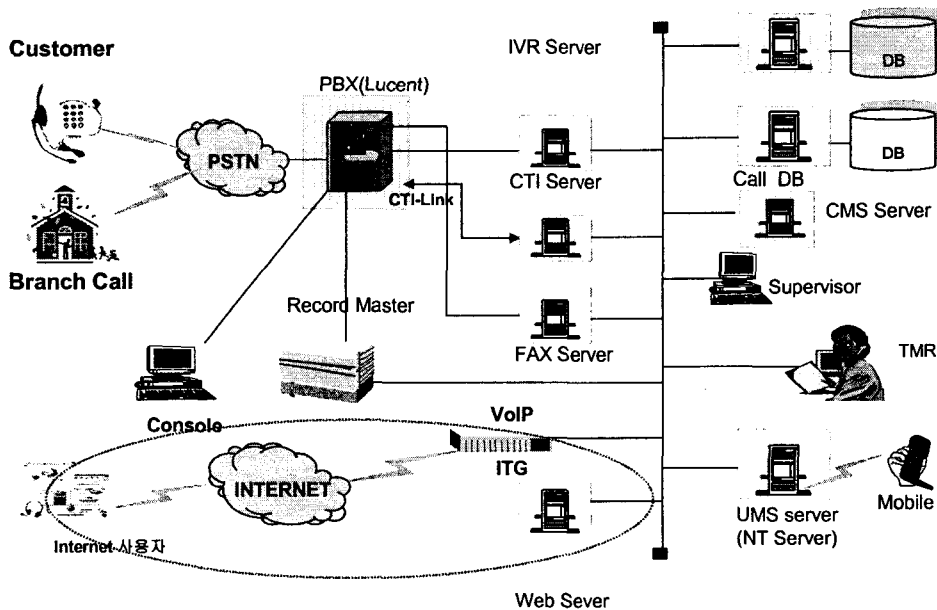 Customer
IVR Server
DB
PBX(Lucent)
PSTN
CTI Server
Call DB
DB
CTI-Link
CMS Server
Branch Call
Supervisor
Record Master
FAX Server
TMR
Console
VoIP
ITG
INTERNET
UMS server
(NT Server)
Mobile
Internet 사용자
Web Sever